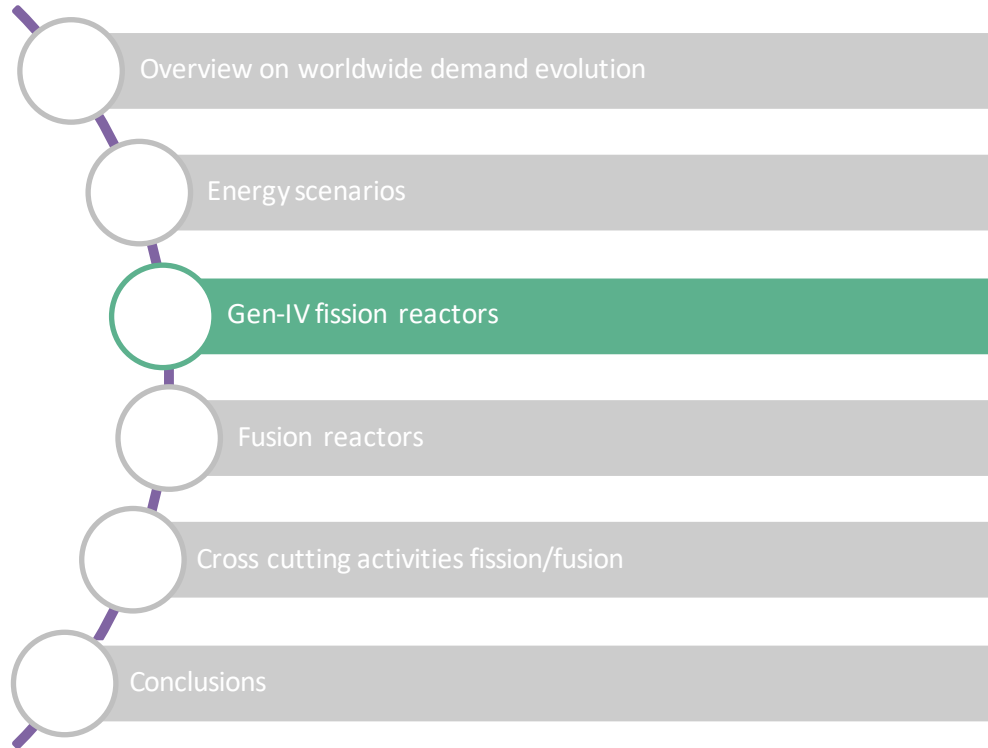 Overview on worldwide demand evolution
Energy scenarios
Gen-IV fission reactors
Fusion reactors
Cross cutting activities fission/fusion
Conclusions